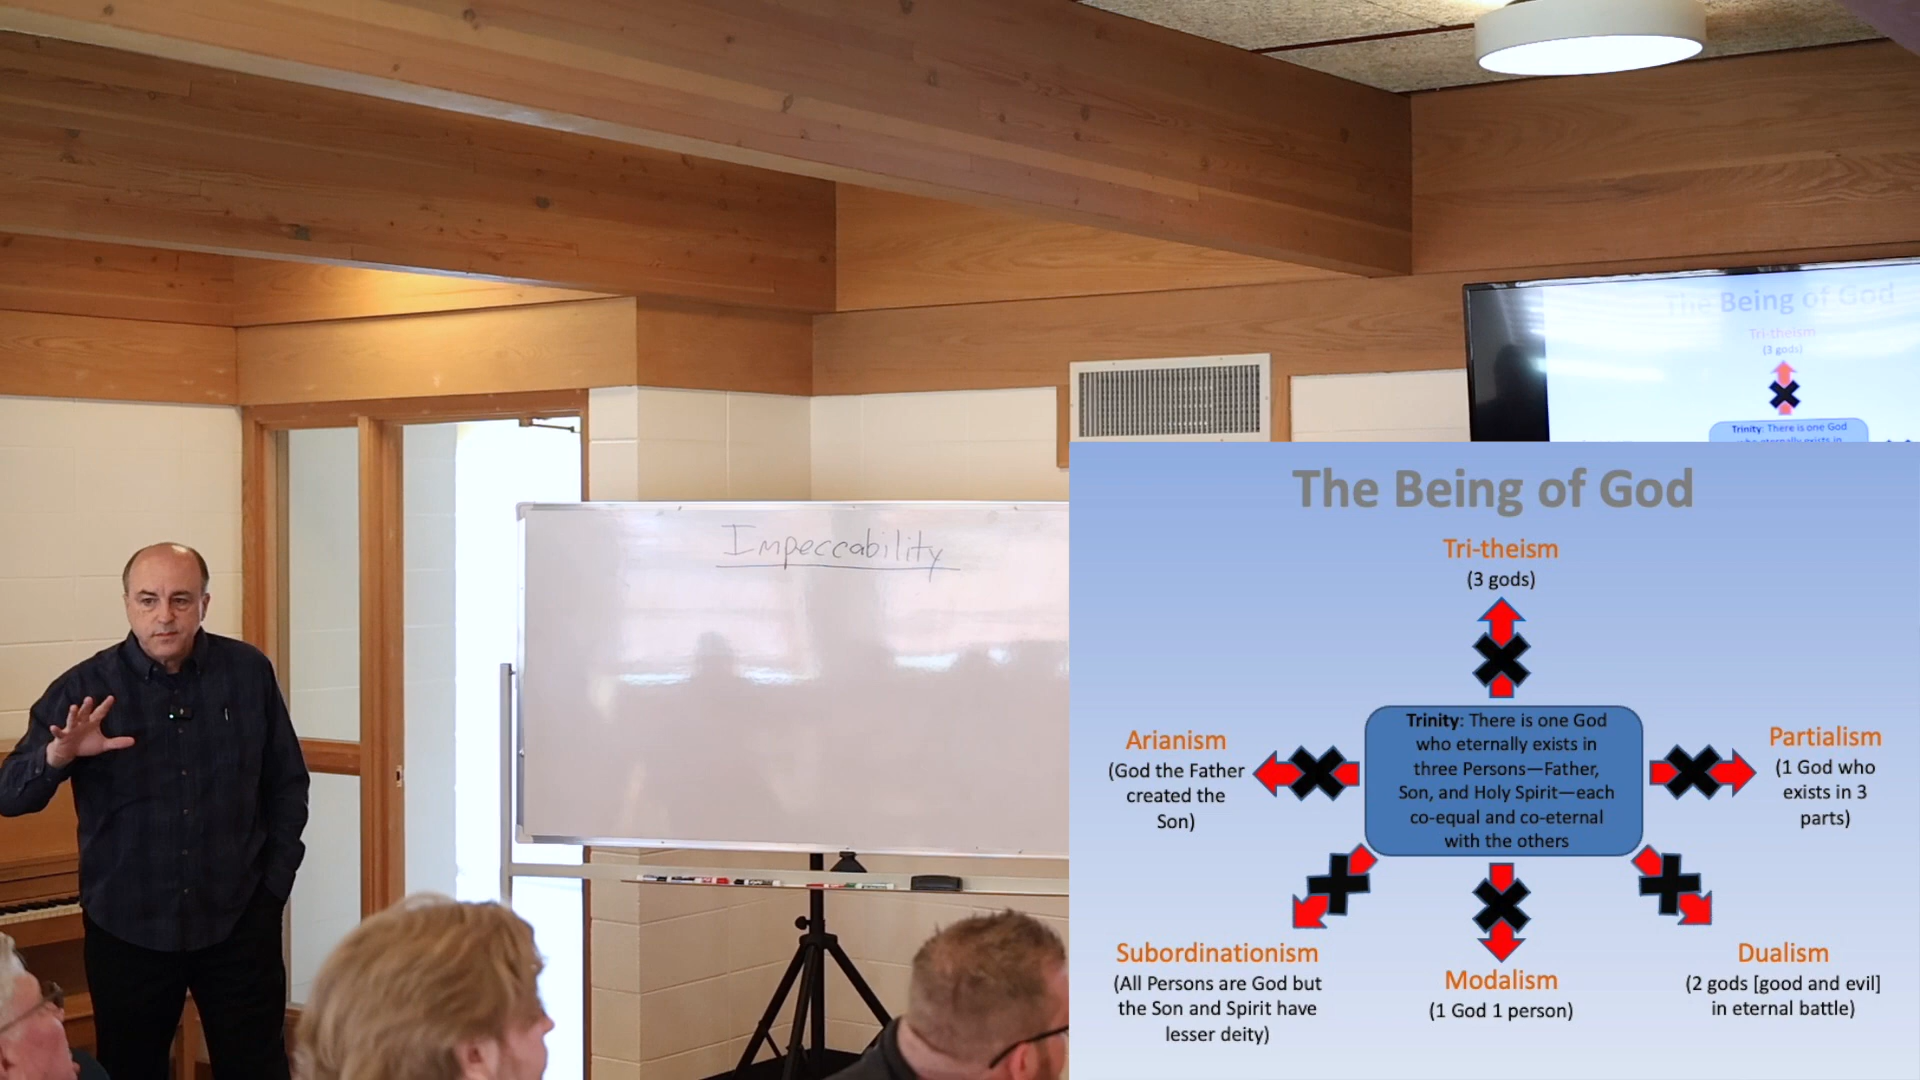 Impeccability
The Being of God
Tri-theism
(3 gods)
Trinity: There is one God
who eternally exists in
The Being of God
Tri-theism
(3 gods)
Trinity: There is one God
who eternally exists in
three Persons—Father,
Son, and Holy Spirit—each
co-equal and co-eternal
with the others
Arianism
(God the Father
created the
Son)
Partialism
(1 God who
exists in 3
parts)
Subordinationism
(All Persons are God but
the Son and Spirit have
lesser deity)
Modalism
(1 God 1 person)
Dualism
(2 gods [good and evil]
in eternal battle)